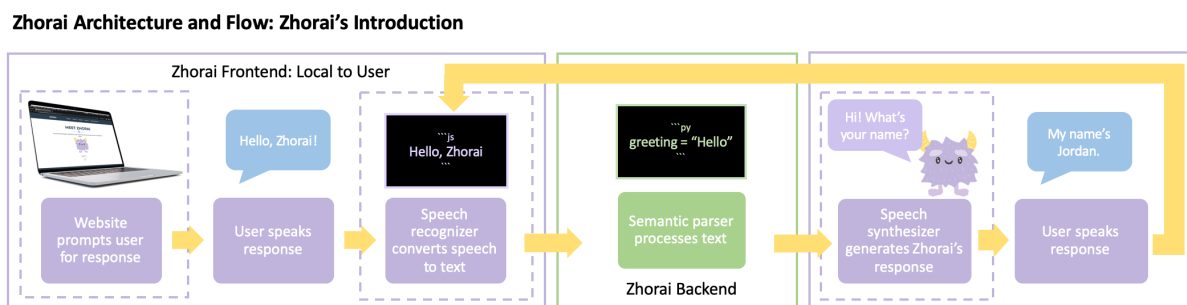 Zhorai Architecture and Flow: Zhorai's Introduction
Zhorai Frontend: Local to User
MEET ZHORAI
Hello, Zhorai!
```js
Hello, Zhorai
```
```py
greeting = “Hello”
```
Hi! What's
your name?
My name's
Jordan.
Website
prompts user
for response
User speaks
response
Speech
recognizer
converts speech
to text
Semantic parser
processes text
Speech
synthesizer
generates Zhorai's
response
User speaks
response
Zhorai Backend